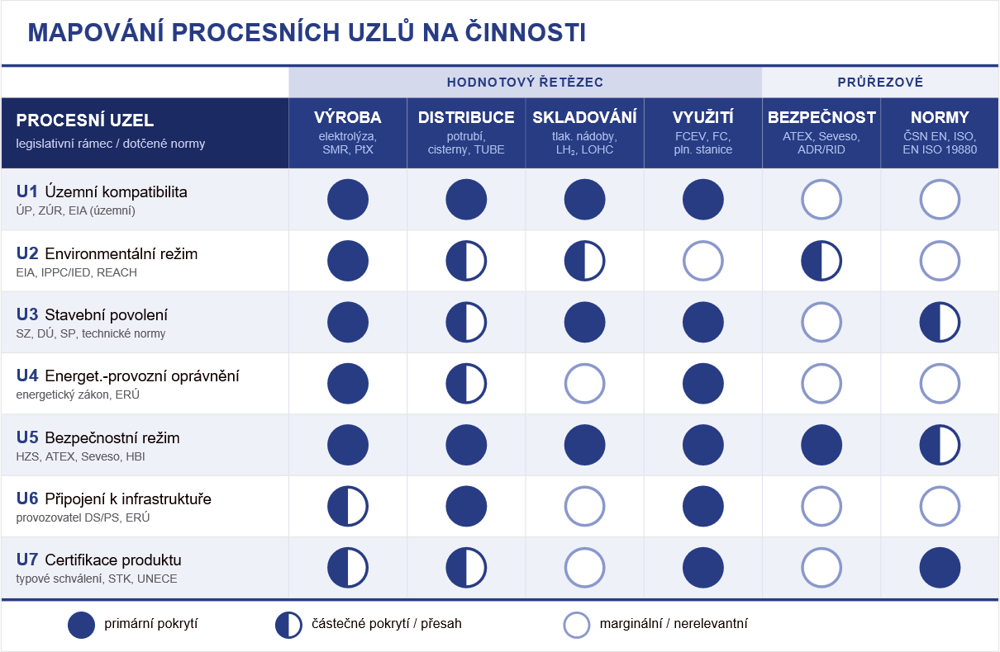 MAPOVÁNÍ PROCESNÍCH UZLŮ NA ČINNOSTI
HODNOTOVÝ ŘETĚZEC
PRŮŘEZOVÉ
PROCESNÍ UZEL
legislativní rámec / dotčené normy
VÝROBA
elektrolýza,
SMR, PtX
DISTRIBUCE
potrubí,
cisterny, TUBE
SKLADOVÁNÍ
tlak. nádoby,
LH₂, LOHC
VYUŽITÍ
FCEV, FC,
pln. stanice
BEZPEČNOST
ATEX, Seveso,
ADR/RID
NORMY
ČSN EN, ISO,
EN ISO 19880
U1 Územní kompatibilita
ÚP, ZÚR, EIA (územní)
U2 Environmentální režim
EIA, IPPC/IED, REACH
U3 Stavební povolení
SZ, DÚ, SP, technické normy
U4 Energet.-provozní oprávnění
energetický zákon, ERÚ
U5 Bezpečnostní režim
HZS, ATEX, Seveso, HBI
U6 Připojení k infrastruktuře
provozovatel DS/PS, ERÚ
U7 Certifikace produktu
typové schválení, STK, UNECE
primární pokrytí
částečné pokrytí / přesah
marginální / nerelevantní